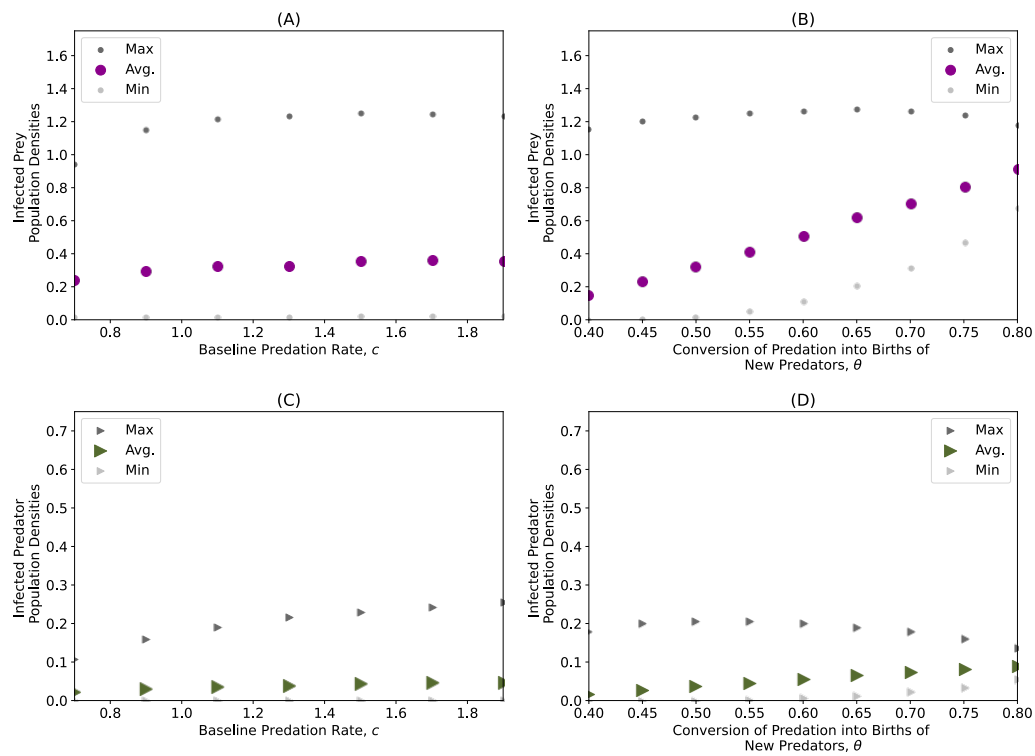 (A)
Infected Prey
Population Densities
1.6
1.4
1.2
1.0
0.8
0.6
0.4
0.2
0.0
Max
Avg.
Min
0.8 1.0 1.2 1.4 1.6 1.8
Baseline Predation Rate, c
(B)
Infected Prey
Population Densities
1.6
1.4
1.2
1.0
0.8
0.6
0.4
0.2
0.0
Max
Avg.
Min
0.40 0.45 0.50 0.55 0.60 0.65 0.70 0.75 0.80
Conversion of Predation into Births of
New Predators, θ
(C)
Infected Predator
Population Densities
0.7
0.6
0.5
0.4
0.3
0.2
0.1
0.0
Max
Avg.
Min
0.8 1.0 1.2 1.4 1.6 1.8
Baseline Predation Rate, c
(D)
Infected Predator
Population Densities
0.7
0.6
0.5
0.4
0.3
0.2
0.1
0.0
Max
Avg.
Min
0.40 0.45 0.50 0.55 0.60 0.65 0.70 0.75 0.80
Conversion of Predation into Births of
New Predators, θ